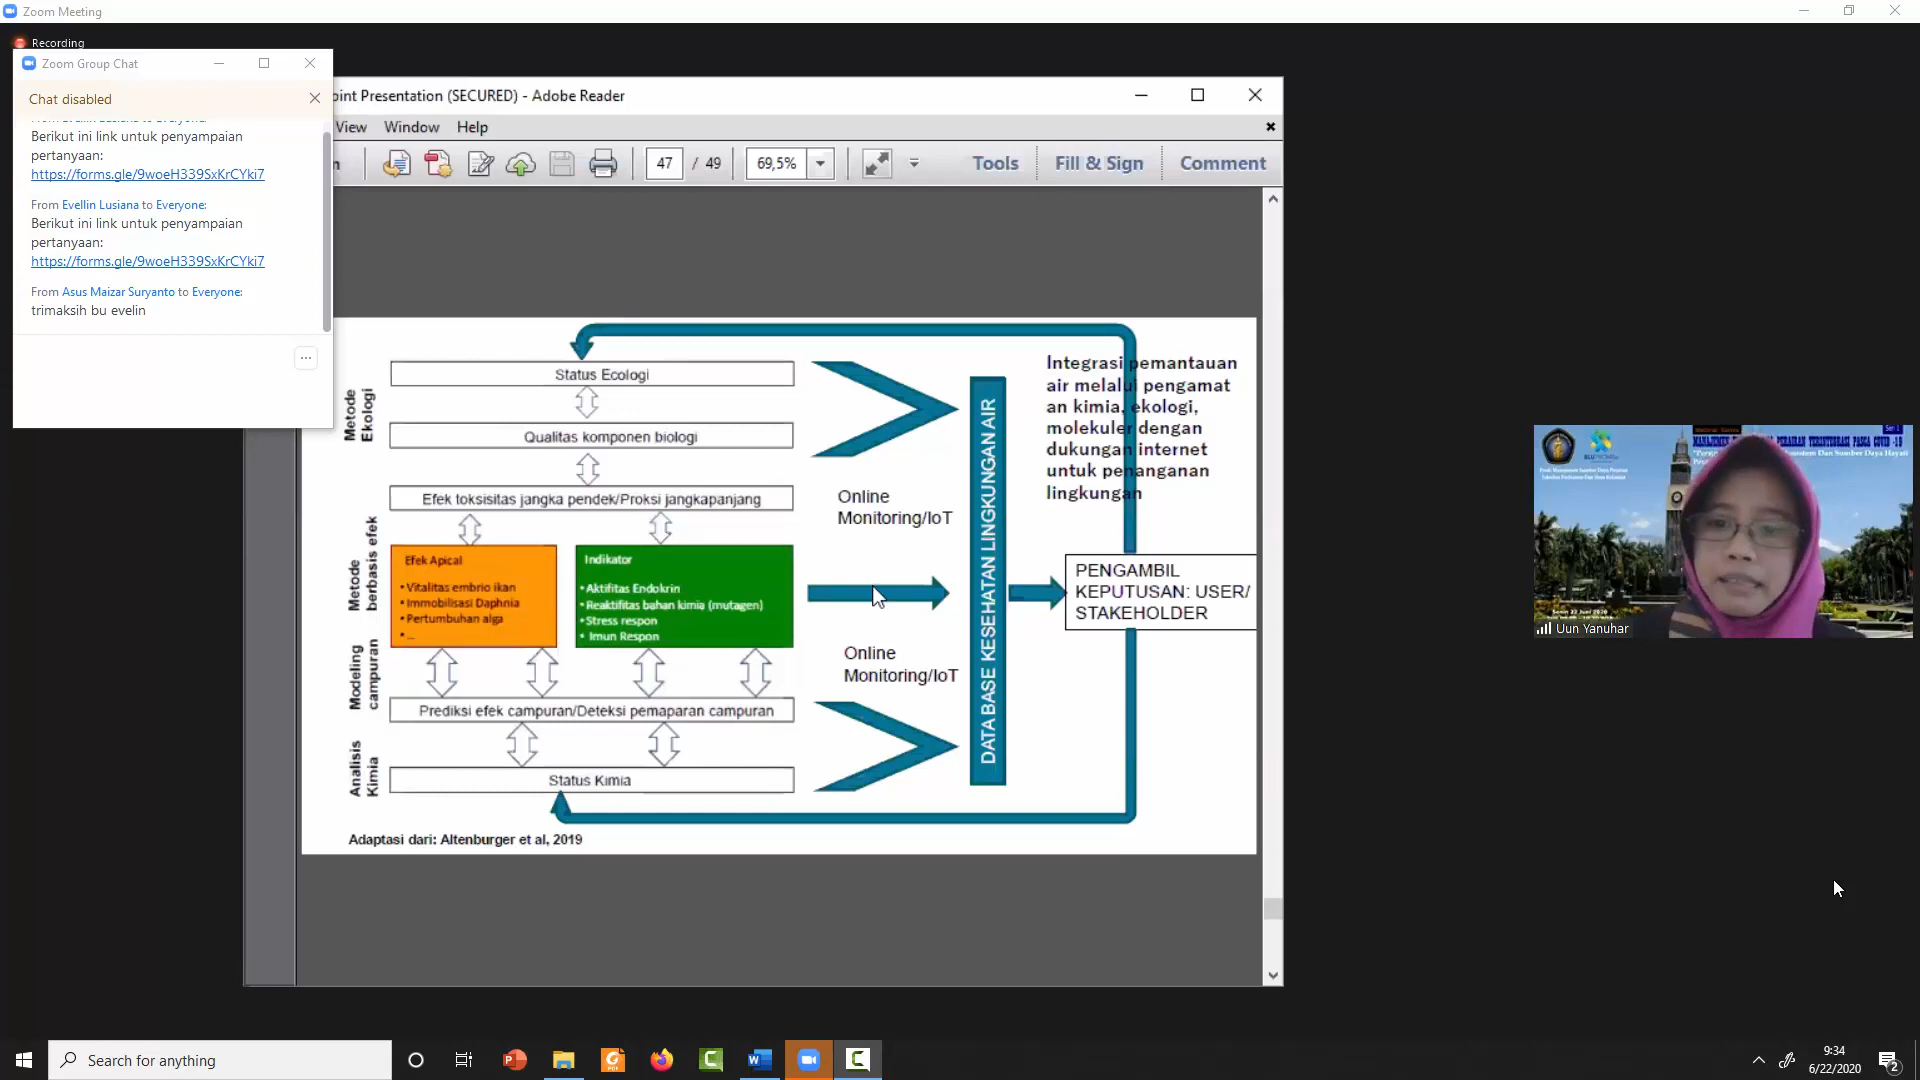 Zoom Meeting
Recording
Zoom Group Chat
Chat disabled
Berikut ini link untuk penyampaian
pertanyaan:
https://forms.gle/9woeH339SxKrCYki7
From Evellin Lusiana to Everyone:
Berikut ini link untuk penyampaian
pertanyaan:
https://forms.gle/9woeH339SxKrCYki7
From Asus Maizar Suryanto to Everyone:
trimaksih bu evelin
Presentation (SECURED) - Adobe Reader
View Window Help
47 / 49 69,5% Tools Fill & Sign Comment
Metode
Ekologi
Metode
berbasis efek
Modeling
campuran
Analisis
Kimia
Status Ecologi
Qualitas komponen biologi
Efek toksisitas jangka pendek/Proksi jangkapanjang
Efek Apical
• Vitalitas embrio ikan
• Immobilisasi Daphnia
• Pertumbuhan alga
• ...
Indikator
• Aktifitas Endokrin
• Reaktifitas bahan kimia (mutagen)
• Stress respon
• Imun Respon
Prediksi efek campuran/Deteksi pemaparan campuran
Status Kimia
Adaptasi dari: Altenburger et al, 2019
Online
Monitoring/IoT
Online
Monitoring/IoT
DATA BASE KESEHATAN LINGKUNGAN AIR
Integrasi pemantauan
air melalui pengamat
an kimia, ekologi,
molekuler dengan
dukungan internet
untuk penanganan
lingkungan
PENGAMBIL
KEPUTUSAN: USER/
STAKEHOLDER
Senin 22 Juni 2020
Uun Yanuhar
Search for anything
9:34
6/22/2020
2